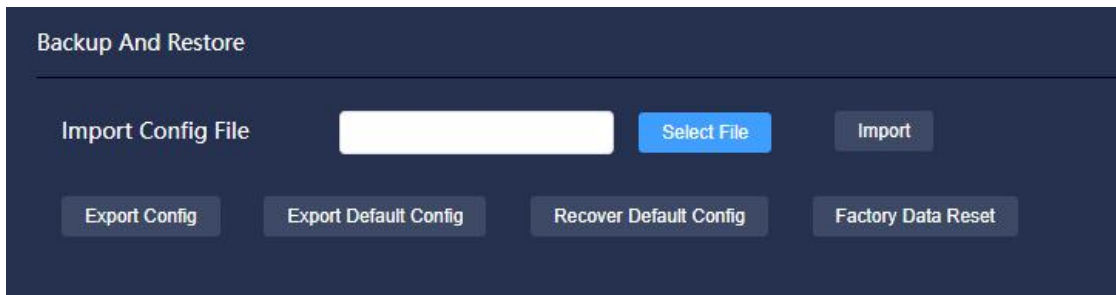 Backup And Restore
Import Config File Select File Import
Export Config Export Default Config Recover Default Config Factory Data Reset